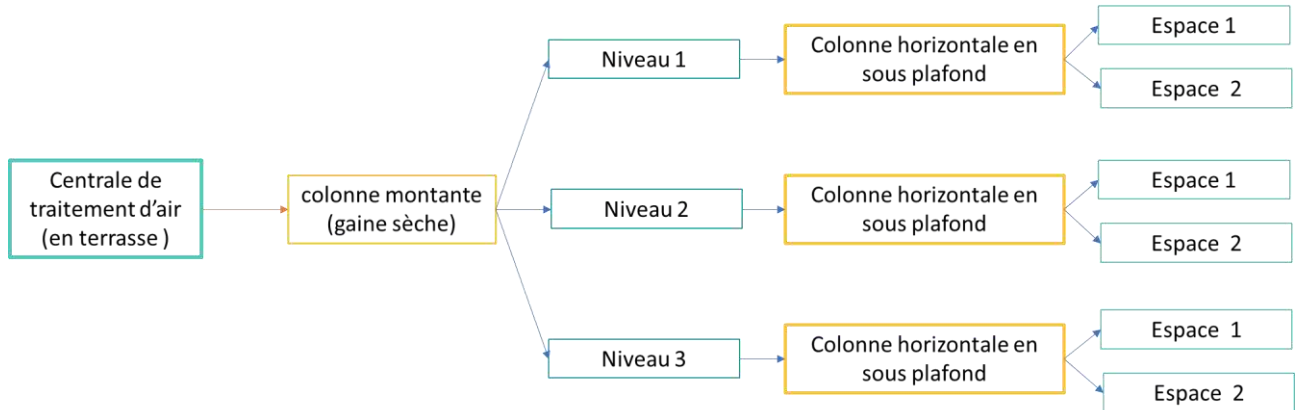 Centrale de
traitement d'air
(en terrasse )
colonne montante
(gaine sèche)
Niveau 1
Colonne horizontale en
sous plafond
Espace 1
Espace 2
Niveau 2
Colonne horizontale en
sous plafond
Espace 1
Espace 2
Niveau 3
Colonne horizontale en
sous plafond
Espace 1
Espace 2